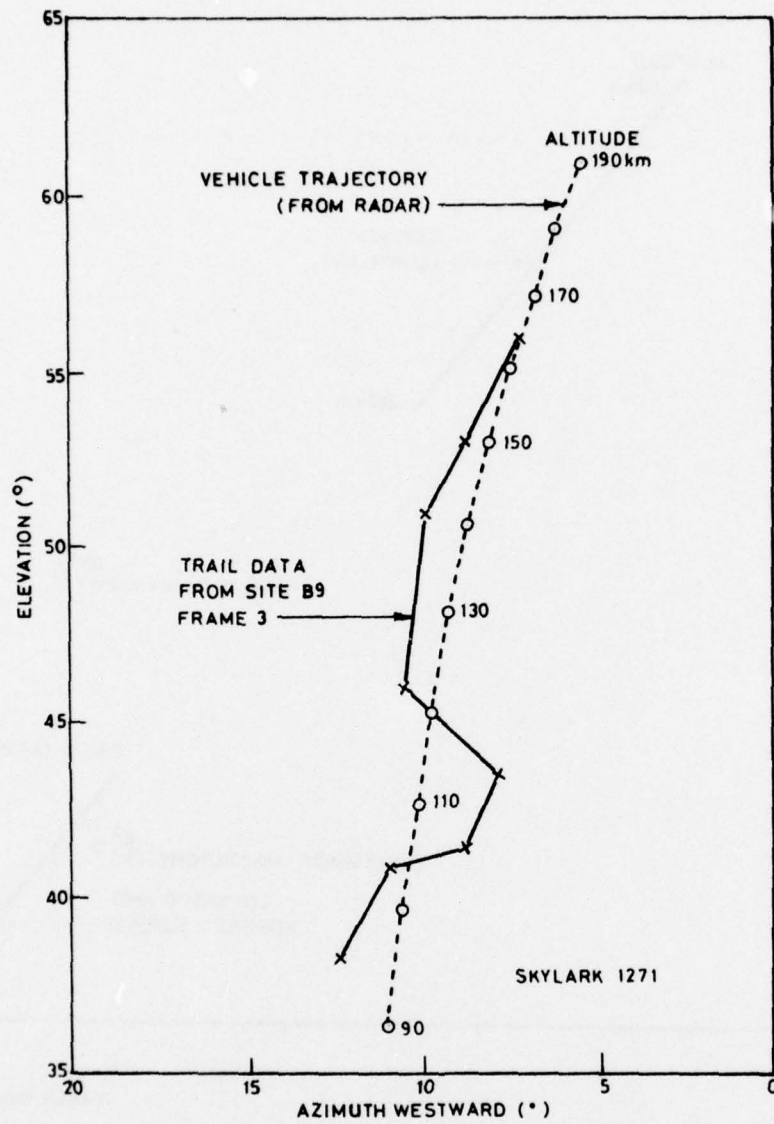 65
60
55
50
45
40
35
ELEVATION (°)
20
15
10
5
0
AZIMUTH WESTWARD (°)
ALTITUDE
190km
170
150
130
110
90
VEHICLE TRAJECTORY
(FROM RADAR)
TRAIL DATA
FROM SITE B9
FRAME 3
SKYLARK 1271